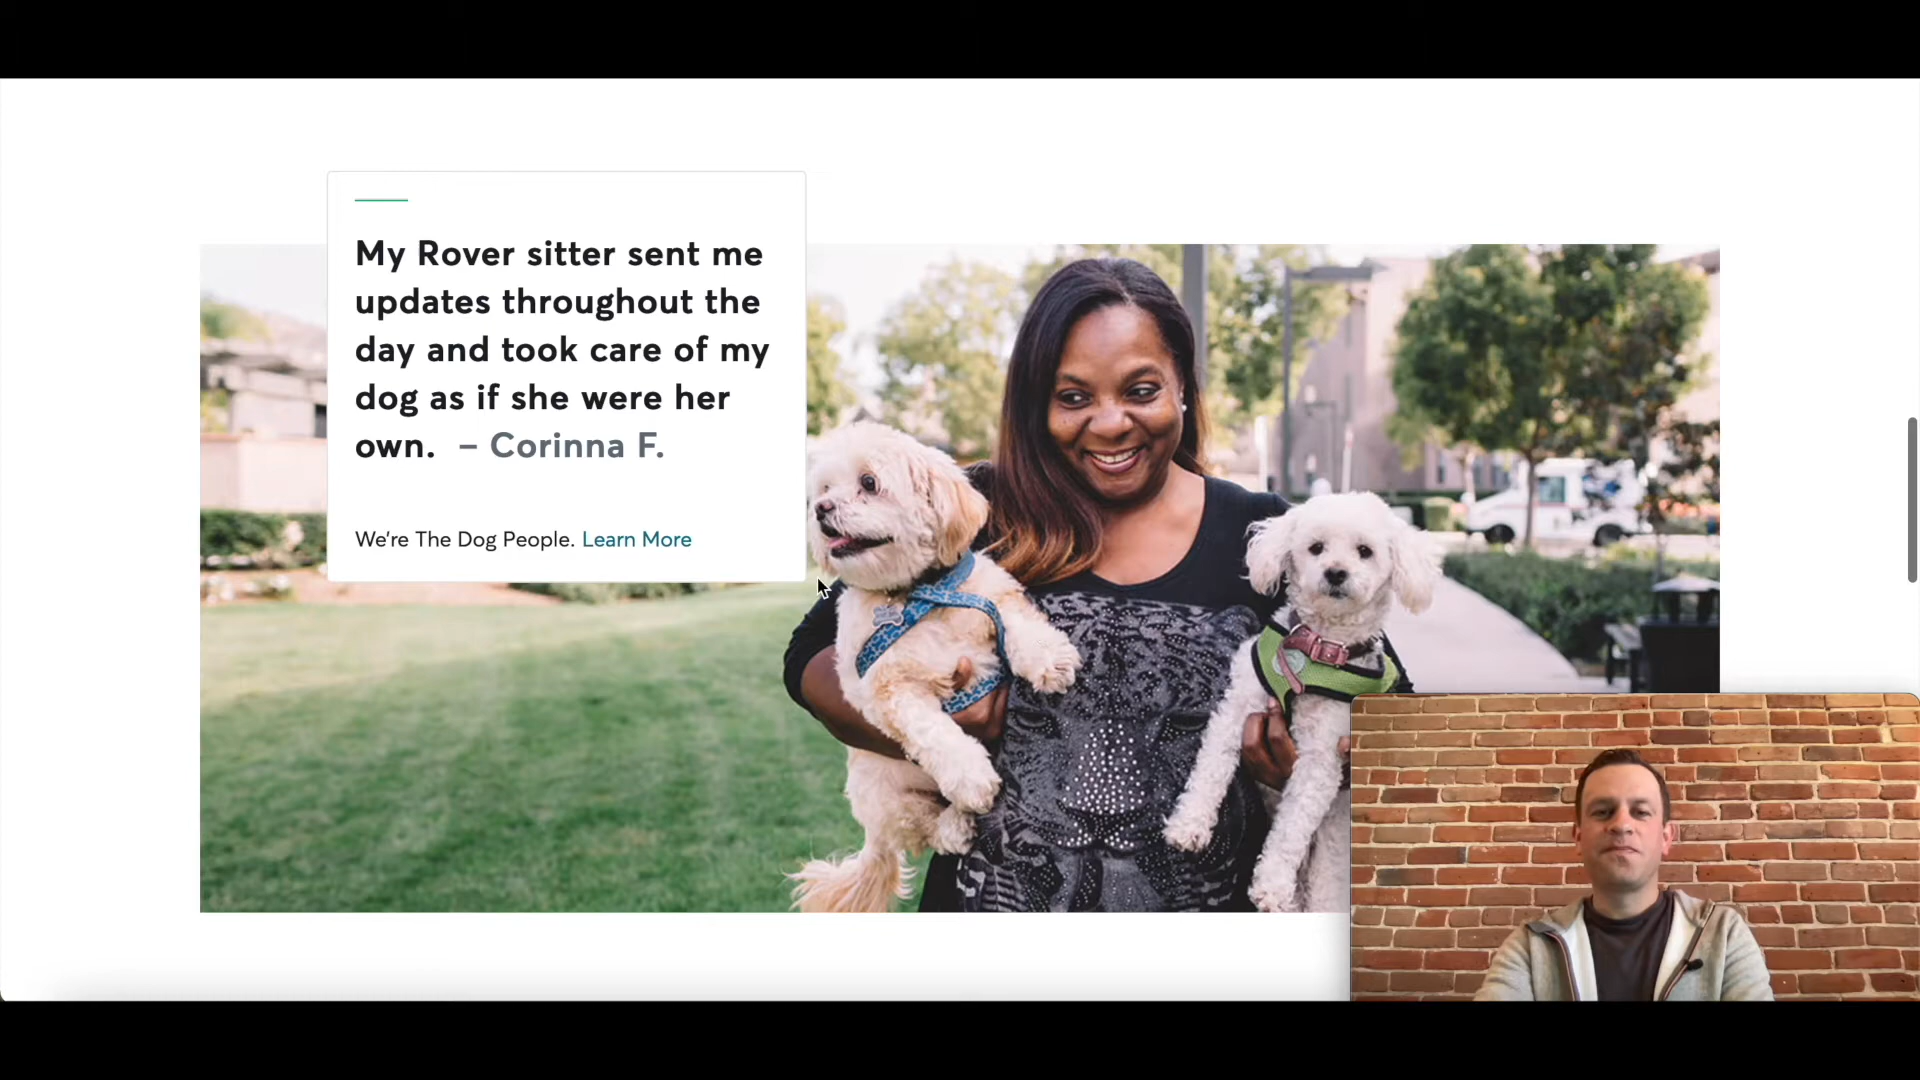 My Rover sitter sent me
updates throughout the
day and took care of my
dog as if she were her
own. – Corinna F.
We're The Dog People. Learn More